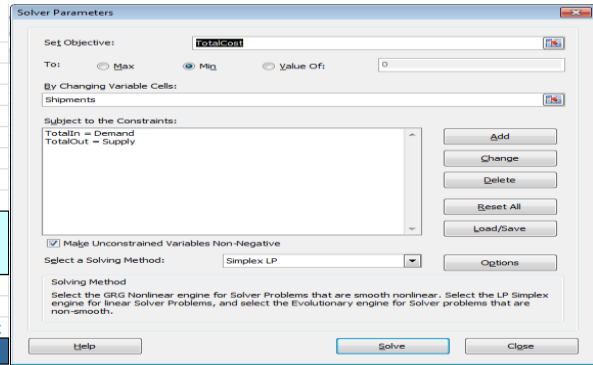 Solver Parameters
Set Objective: TotalCost
To: Max Min Value Of: 0
By Changing Variable Cells:
Shipments
Subject to the Constraints:
TotalIn = Demand
TotalOut = Supply
Add
Change
Delete
Reset All
Load/Save
Make Unconstrained Variables Non-Negative
Select a Solving Method: Simplex LP Options
Solving Method
Select the GRG Nonlinear engine for Solver Problems that are smooth nonlinear. Select the LP Simplex
engine for linear Solver Problems, and select the Evolutionary engine for Solver problems that are
non-smooth.
Help Solve Close